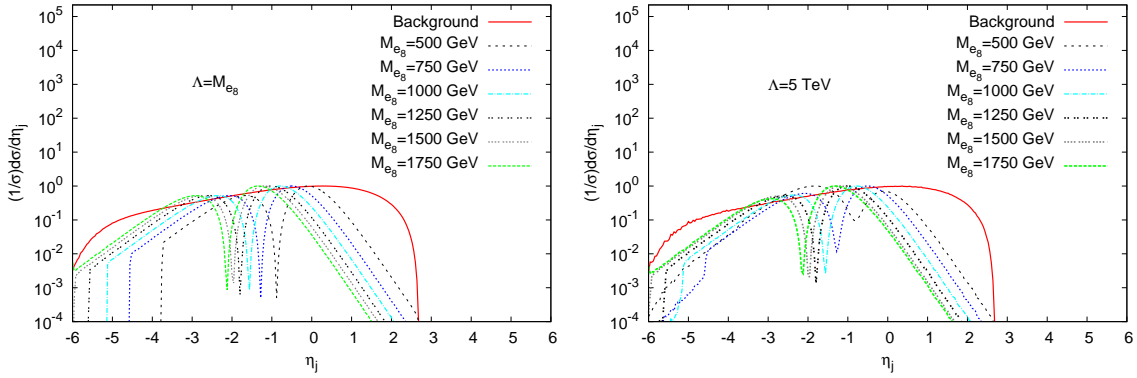 10^5
10^4
10^3
10^2
10^1
10^0
10^-1
10^-2
10^-3
10^-4
(1/σ)dσ/dη_j
-6 -5 -4 -3 -2 -1 0 1 2 3 4 5 6
η_j
Λ=M_e8
Background
M_e8=500 GeV
M_e8=750 GeV
M_e8=1000 GeV
M_e8=1250 GeV
M_e8=1500 GeV
M_e8=1750 GeV
10^5
10^4
10^3
10^2
10^1
10^0
10^-1
10^-2
10^-3
10^-4
(1/σ)dσ/dη_j
-6 -5 -4 -3 -2 -1 0 1 2 3 4 5 6
η_j
Λ=5 TeV
Background
M_e8=500 GeV
M_e8=750 GeV
M_e8=1000 GeV
M_e8=1250 GeV
M_e8=1500 GeV
M_e8=1750 GeV